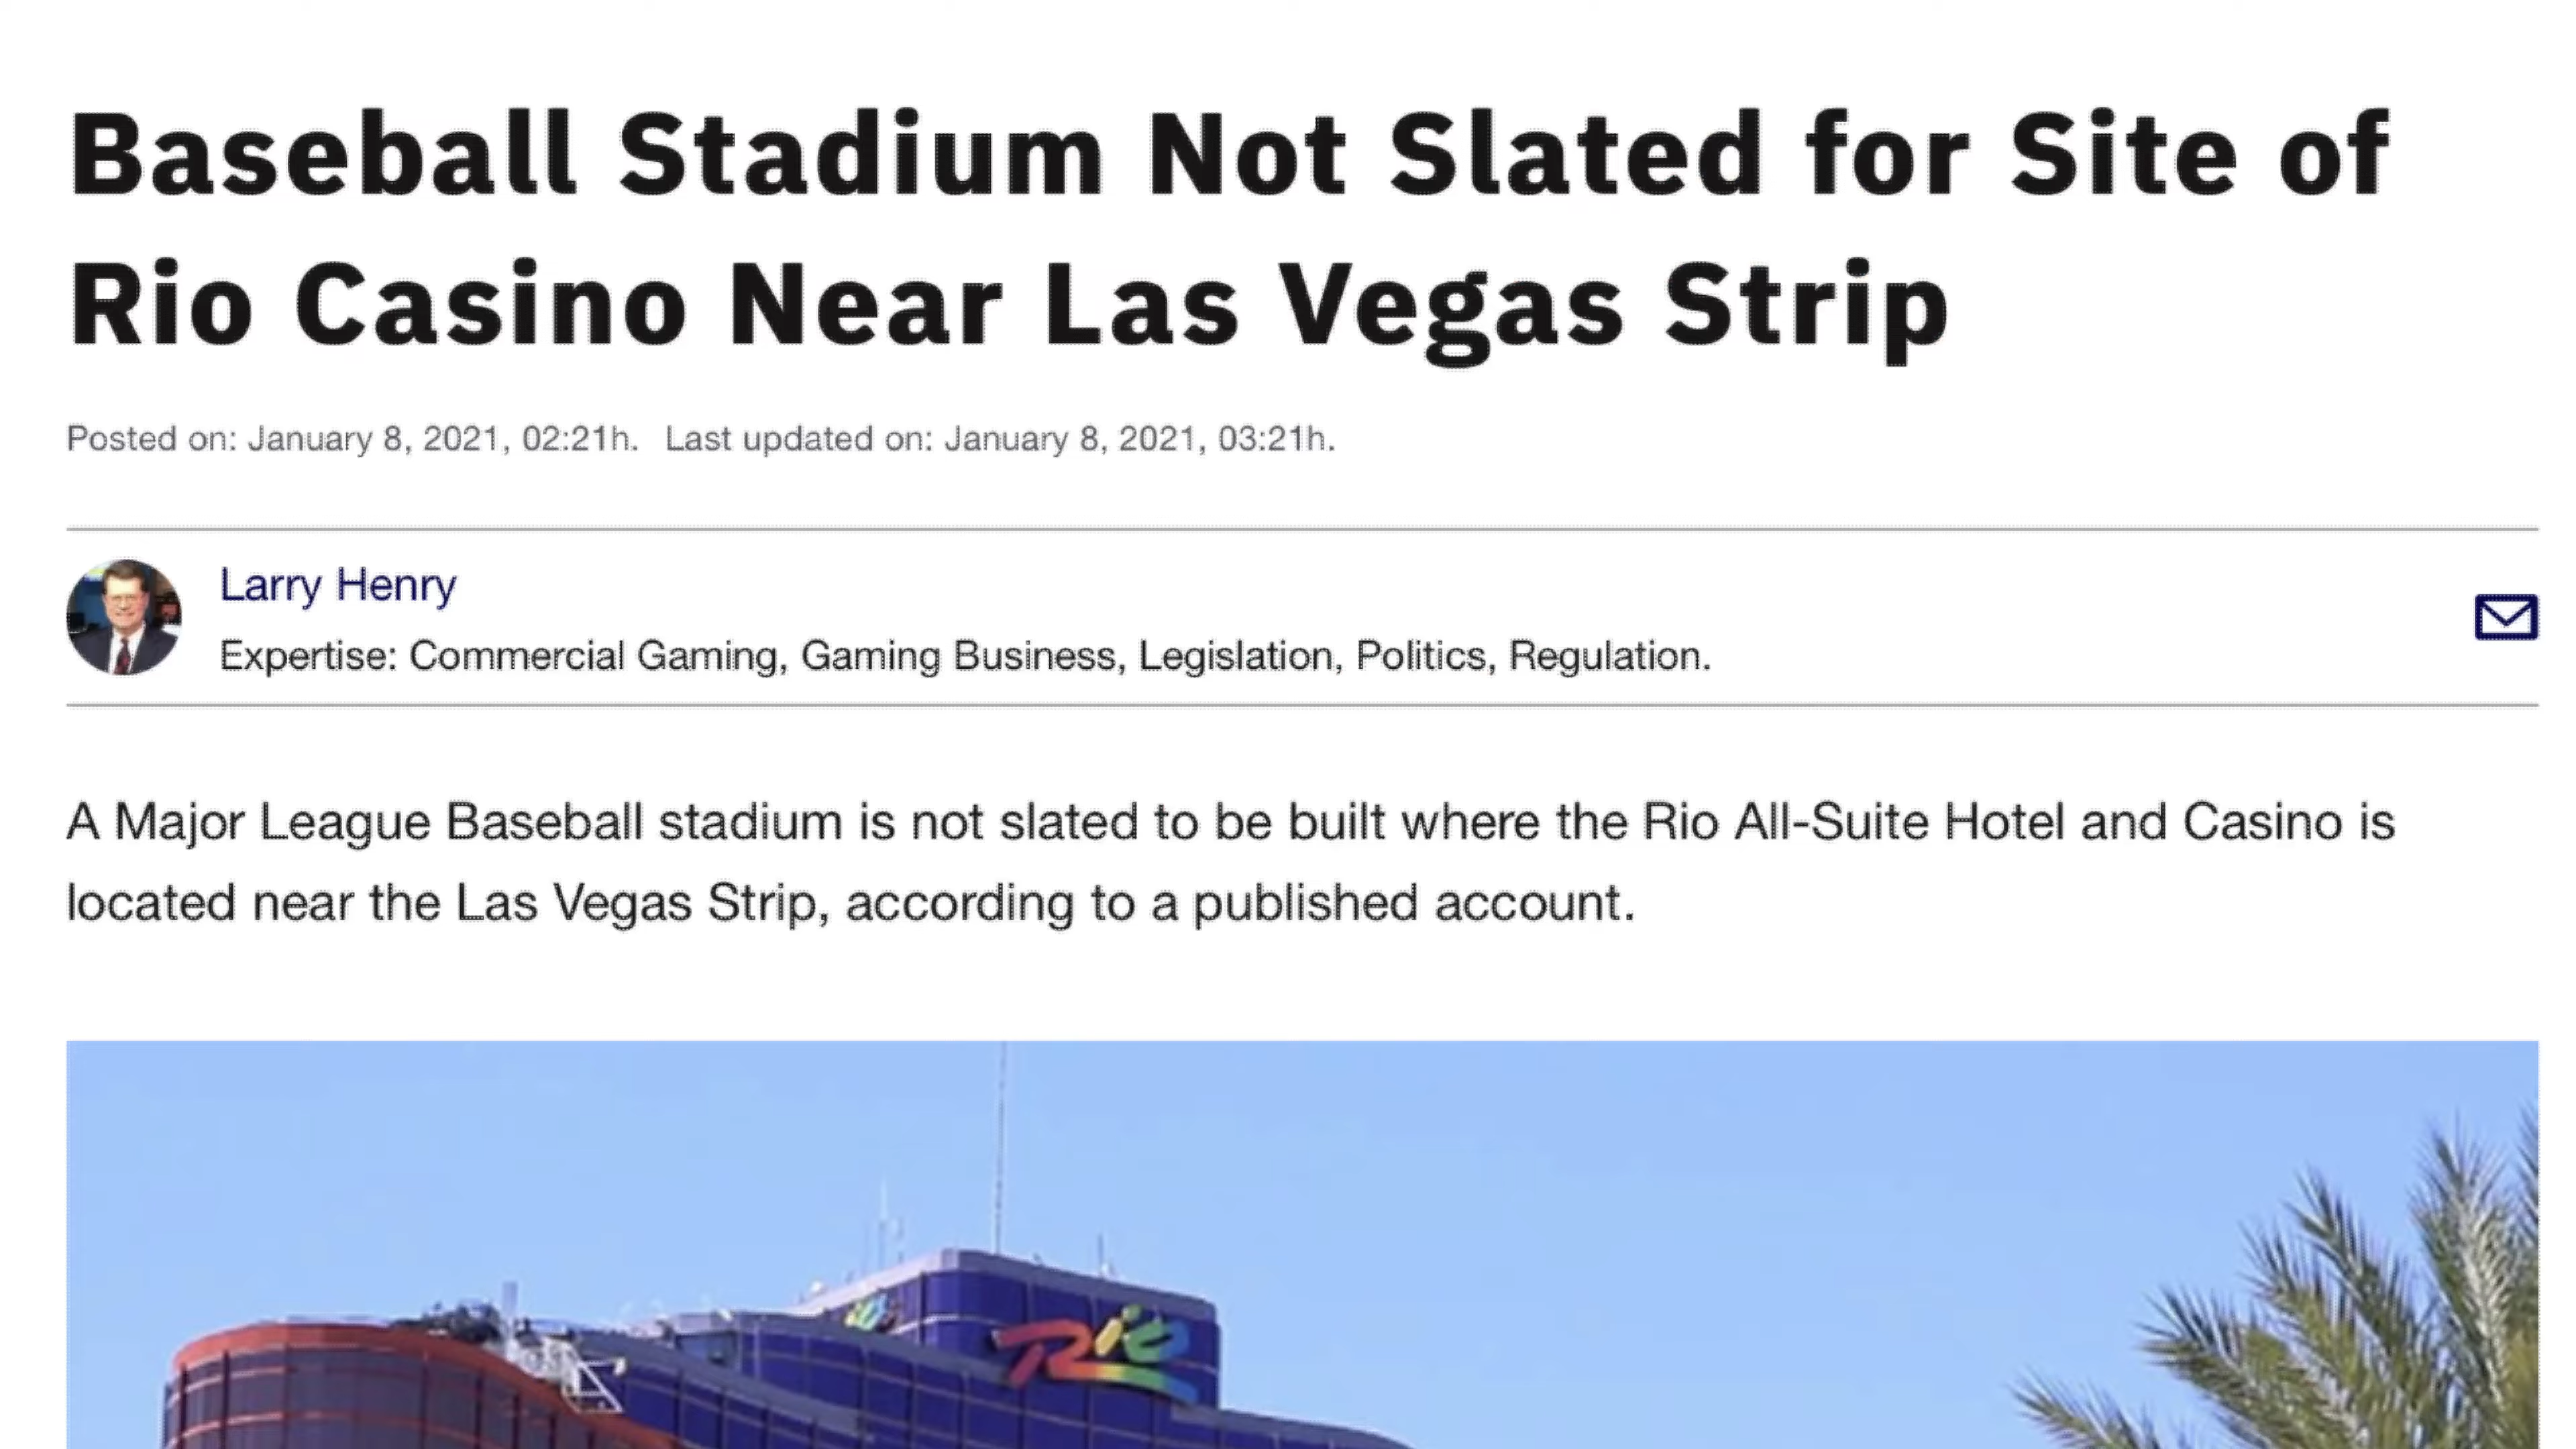 Baseball Stadium Not Slated for Site of
Rio Casino Near Las Vegas Strip
Posted on: January 8, 2021, 02:21h. Last updated on: January 8, 2021, 03:21h.
Larry Henry
Expertise: Commercial Gaming, Gaming Business, Legislation, Politics, Regulation.
A Major League Baseball stadium is not slated to be built where the Rio All-Suite Hotel and Casino is
located near the Las Vegas Strip, according to a published account.
Rio